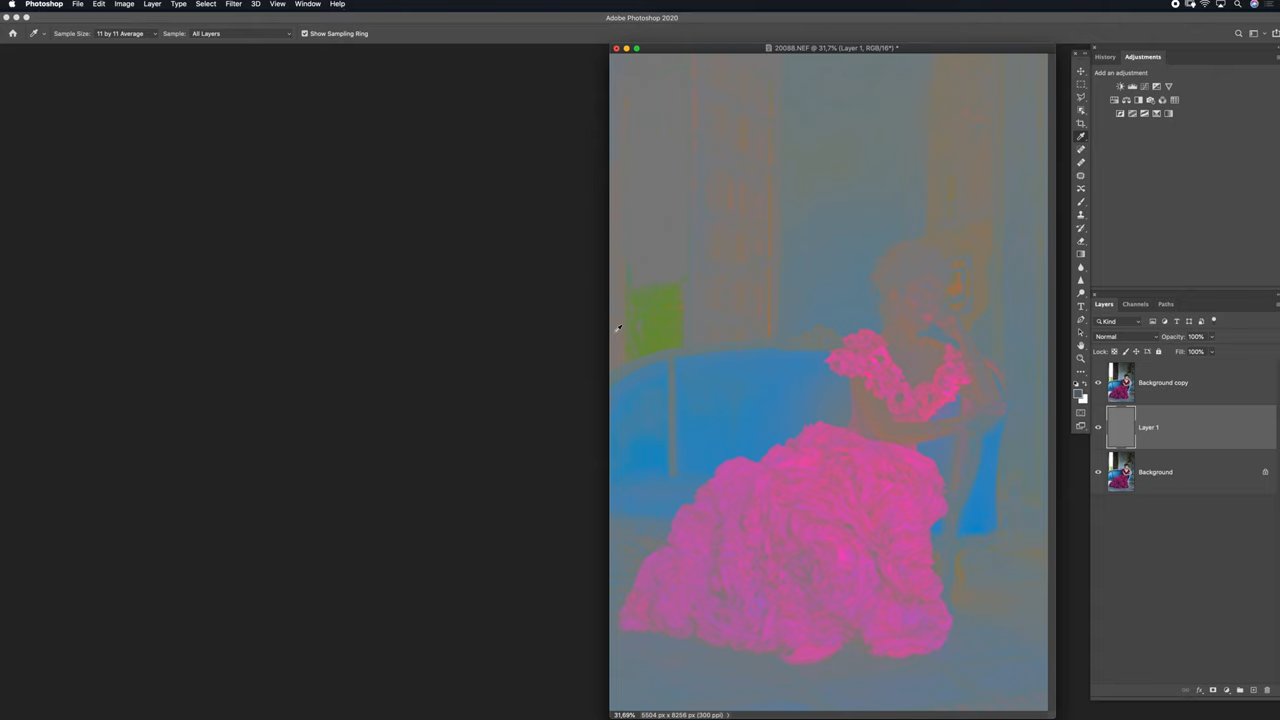 Photoshop File Edit Image Layer Type Select Filter 3D View Window Help
Adobe Photoshop 2020
Sample Size: 11 by 11 Average Sample: All Layers Show Sampling Ring
20088.NEF @ 31,7% (Layer 1, RGB/16*) *
History Adjustments
Add an adjustment
Layers Channels Paths
Kind
Normal Opacity: 100%
Lock: Fill: 100%
Background copy
Layer 1
Background
31,69% 5504 px x 8256 px (300 ppi)